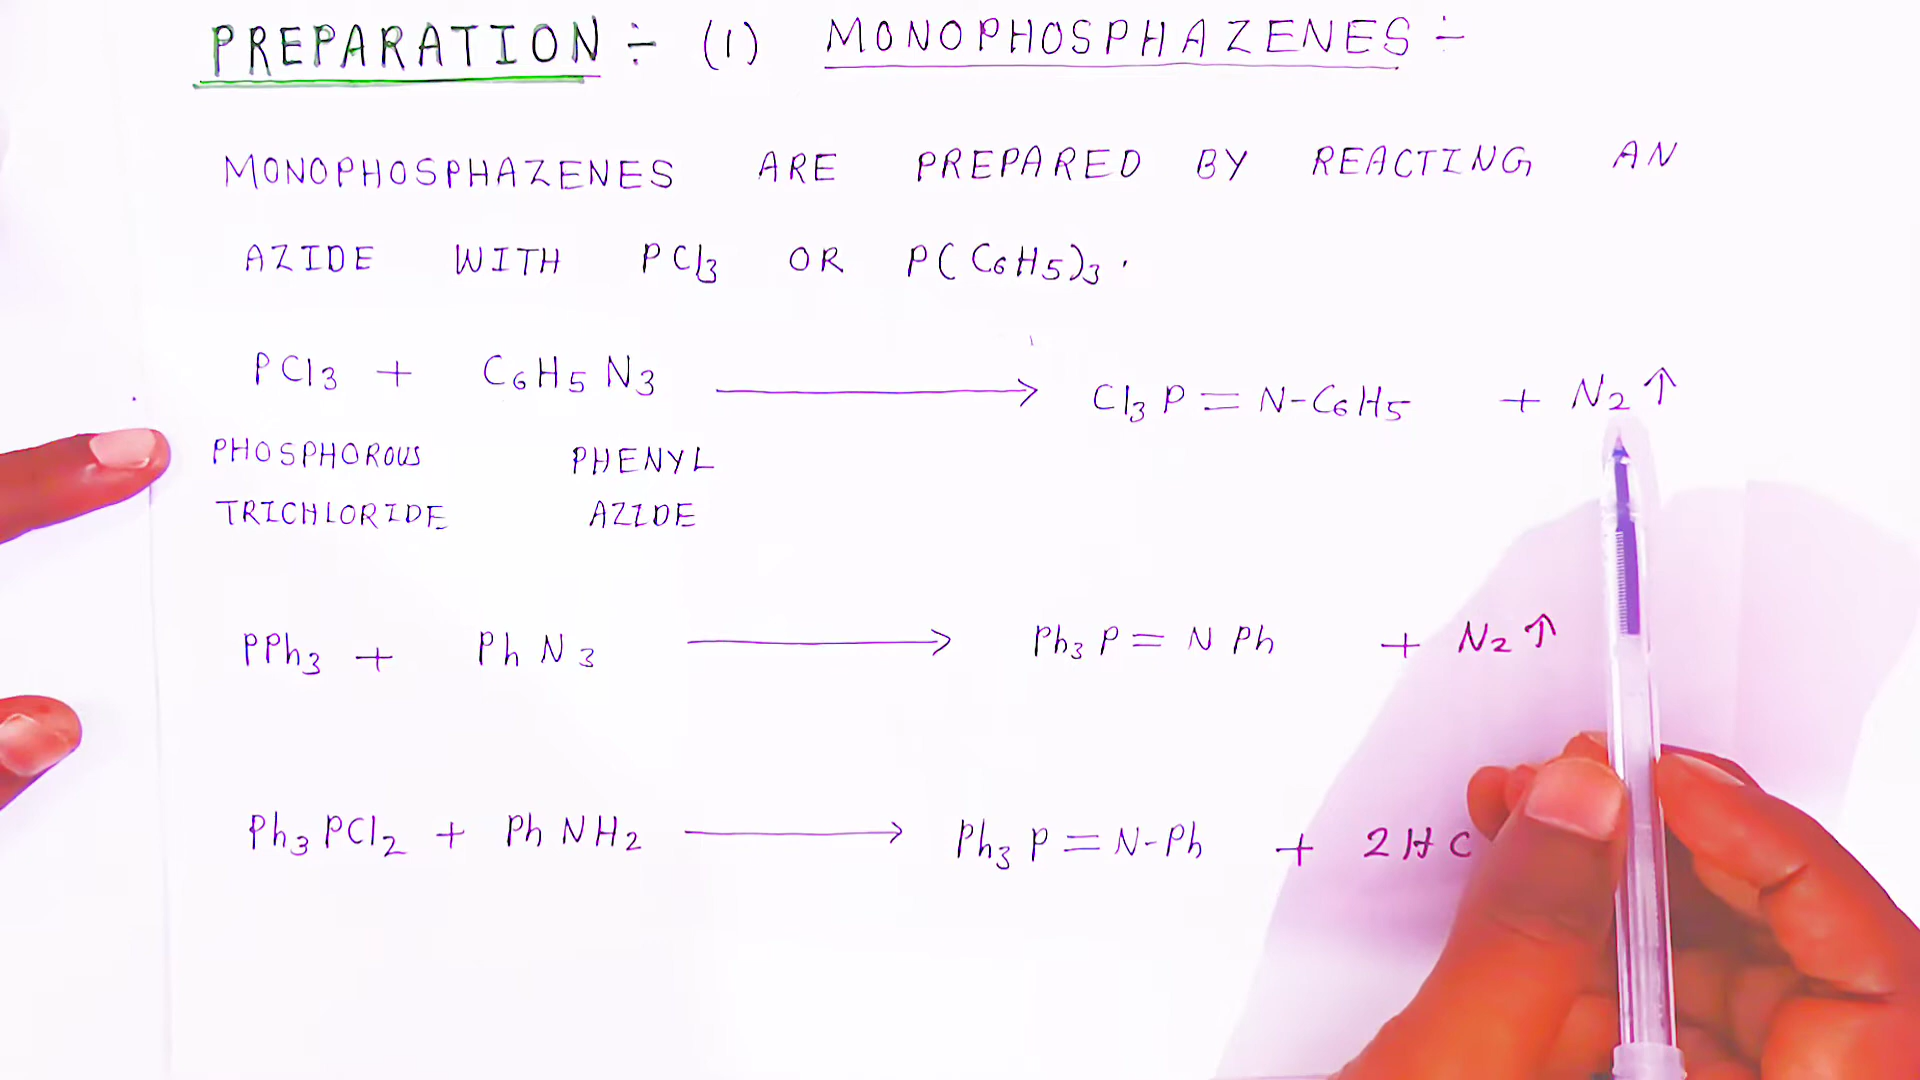 PREPARATION ÷ (1) MONOPHOSPHAZENES ÷
MONOPHOSPHAZENES ARE PREPARED BY REACTING AN
AZIDE WITH PCl3 OR P(C6H5)3.
PCl3 + C6H5N3 → Cl3P=N-C6H5 + N2↑
PHOSPHOROUS PHENYL
TRICHLORIDE AZIDE
PPh3 + PhN3 → Ph3P=NPh + N2↑
Ph3PCl2 + PhNH2 → Ph3P=N-Ph + 2HC